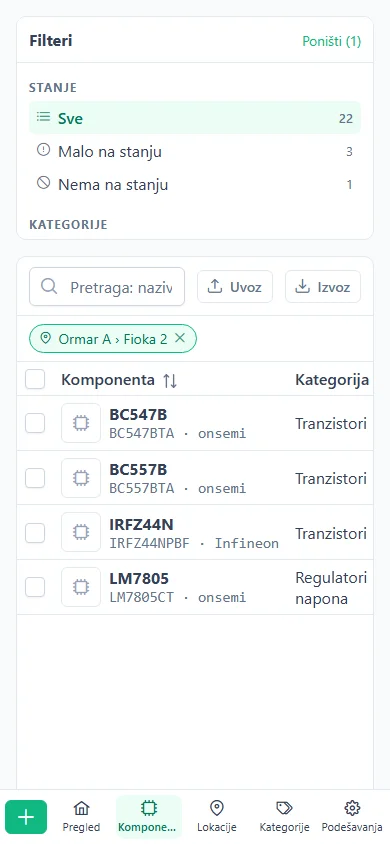 Filteri
Poništi (1)
STANJE
Sve 22
Malo na stanju 3
Nema na stanju 1
KATEGORIJE
Pretraga: naziv
Uvoz
Izvoz
Ormar A › Fioka 2
Komponenta
Kategorija
BC547B
BC547BTA · onsemi
Tranzistori
BC557B
BC557BTA · onsemi
Tranzistori
IRFZ44N
IRFZ44NPBF · Infineon
Tranzistori
LM7805
LM7805CT · onsemi
Regulatori
napona
Pregled
Kompone...
Lokacije
Kategorije
Podešavanja